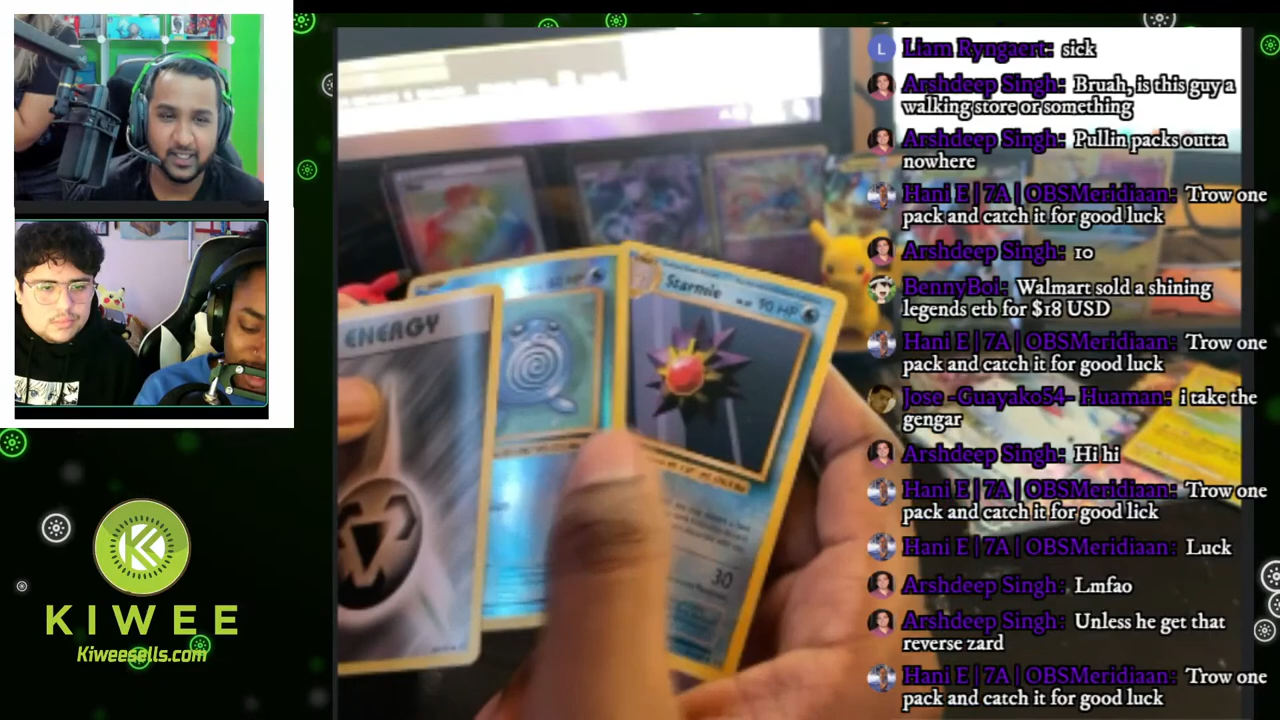 Liam Ryngaert: sick
Arshdeep Singh: Bruah, is this guy a
walking store or something
Arshdeep Singh: Pullin packs outta
nowhere
Hani E | 7A | OBSMeridiaan: Trow one
pack and catch it for good luck
Arshdeep Singh: 10
BennyBoi: Walmart sold a shining
legends etb for $18 USD
Hani E | 7A | OBSMeridiaan: Trow one
pack and catch it for good luck
Jose -Guayako54- Huaman: i take the
gengar
Arshdeep Singh: Hi hi
Hani E | 7A | OBSMeridiaan: Trow one
pack and catch it for good lick
Hani E | 7A | OBSMeridiaan: Luck
Arshdeep Singh: Lmfao
Arshdeep Singh: Unless he get that
reverse zard
Hani E | 7A | OBSMeridiaan: Trow one
pack and catch it for good luck
L
ENERGY
Starmie
90 HP
30
KIWEE
Kiweesells.com